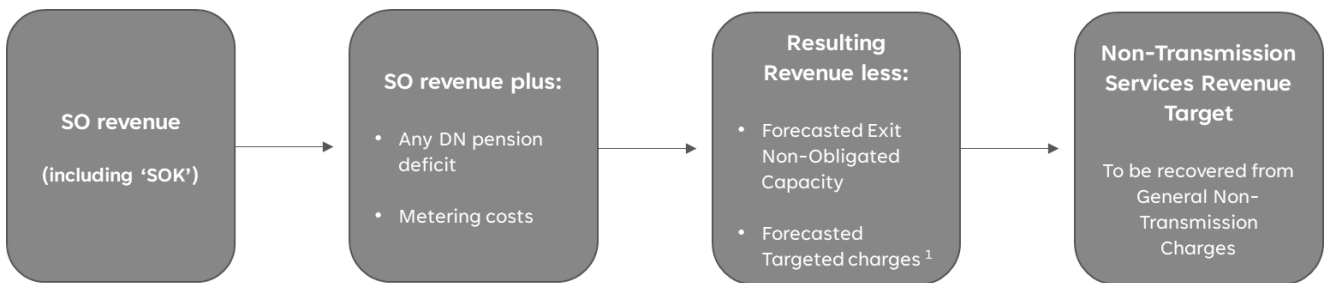 SO revenue
(including ‘SOK’)
SO revenue plus:
• Any DN pension
deficit
• Metering costs
Resulting
Revenue less:
• Forecasted Exit
Non-Obligated
Capacity
• Forecasted
Targeted charges 1
Non-Transmission
Services Revenue
Target
To be recovered from
General Non-
Transmission
Charges